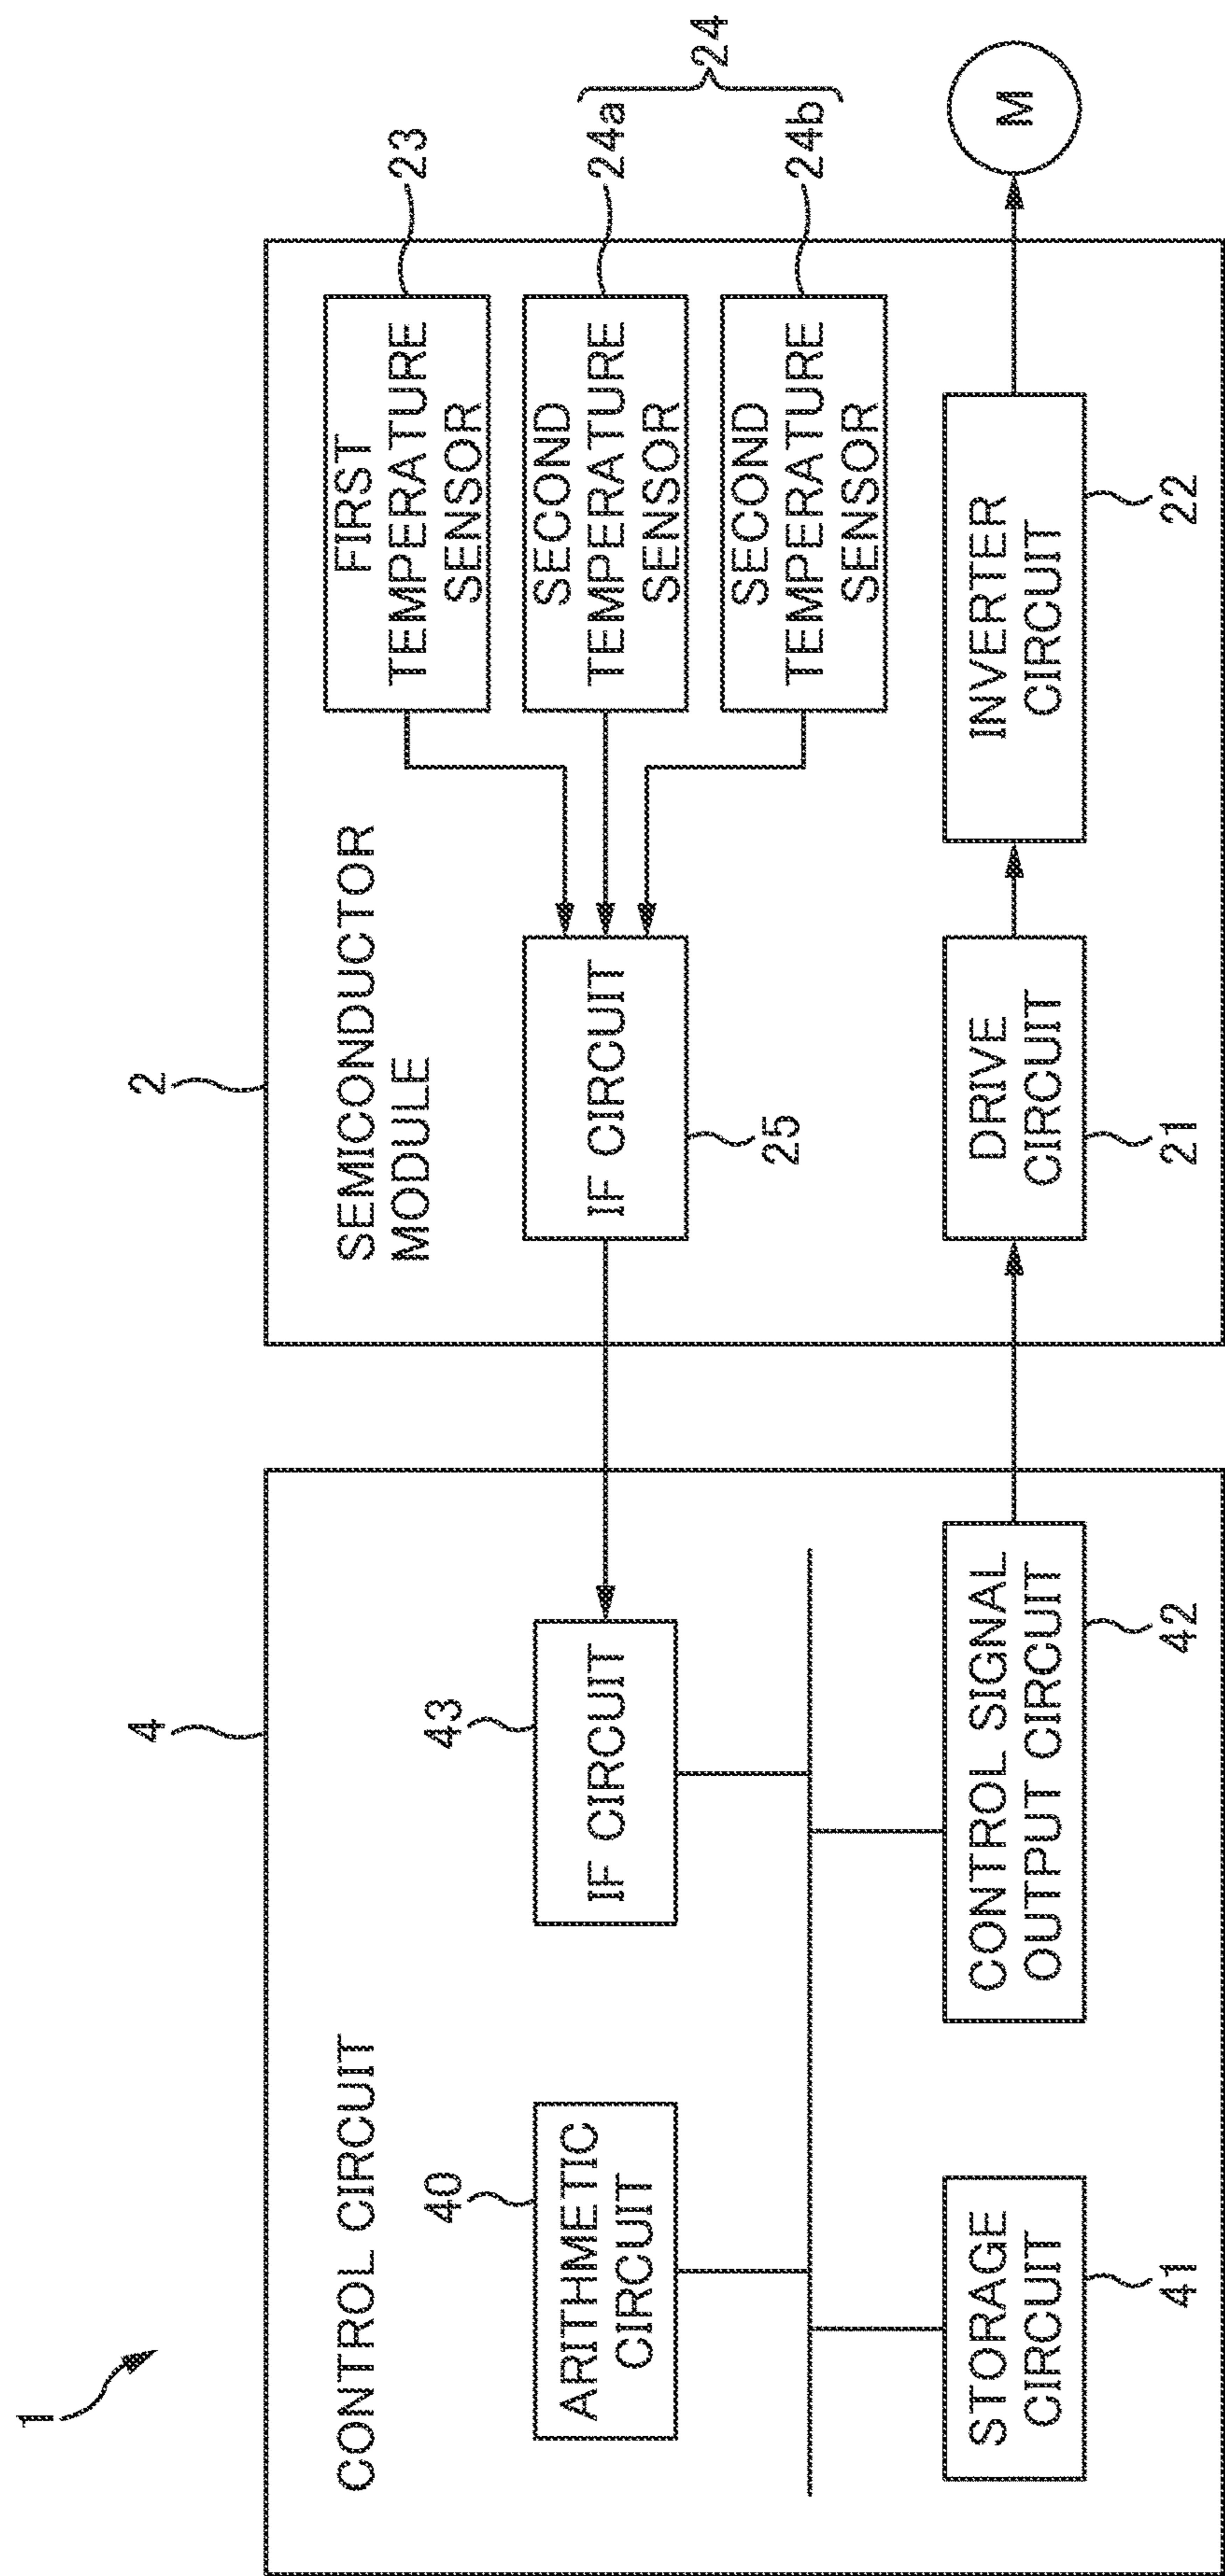 1
4
CONTROL CIRCUIT
40
ARITHMETIC
CIRCUIT
43
IF CIRCUIT
STORAGE
CIRCUIT
41
CONTROL SIGNAL
OUTPUT CIRCUIT
42
2
SEMICONDUCTOR
MODULE
IF CIRCUIT
25
FIRST
TEMPERATURE
SENSOR
23
SECOND
TEMPERATURE
SENSOR
24a
SECOND
TEMPERATURE
SENSOR
24b
24
DRIVE
CIRCUIT
21
INVERTER
CIRCUIT
22
M